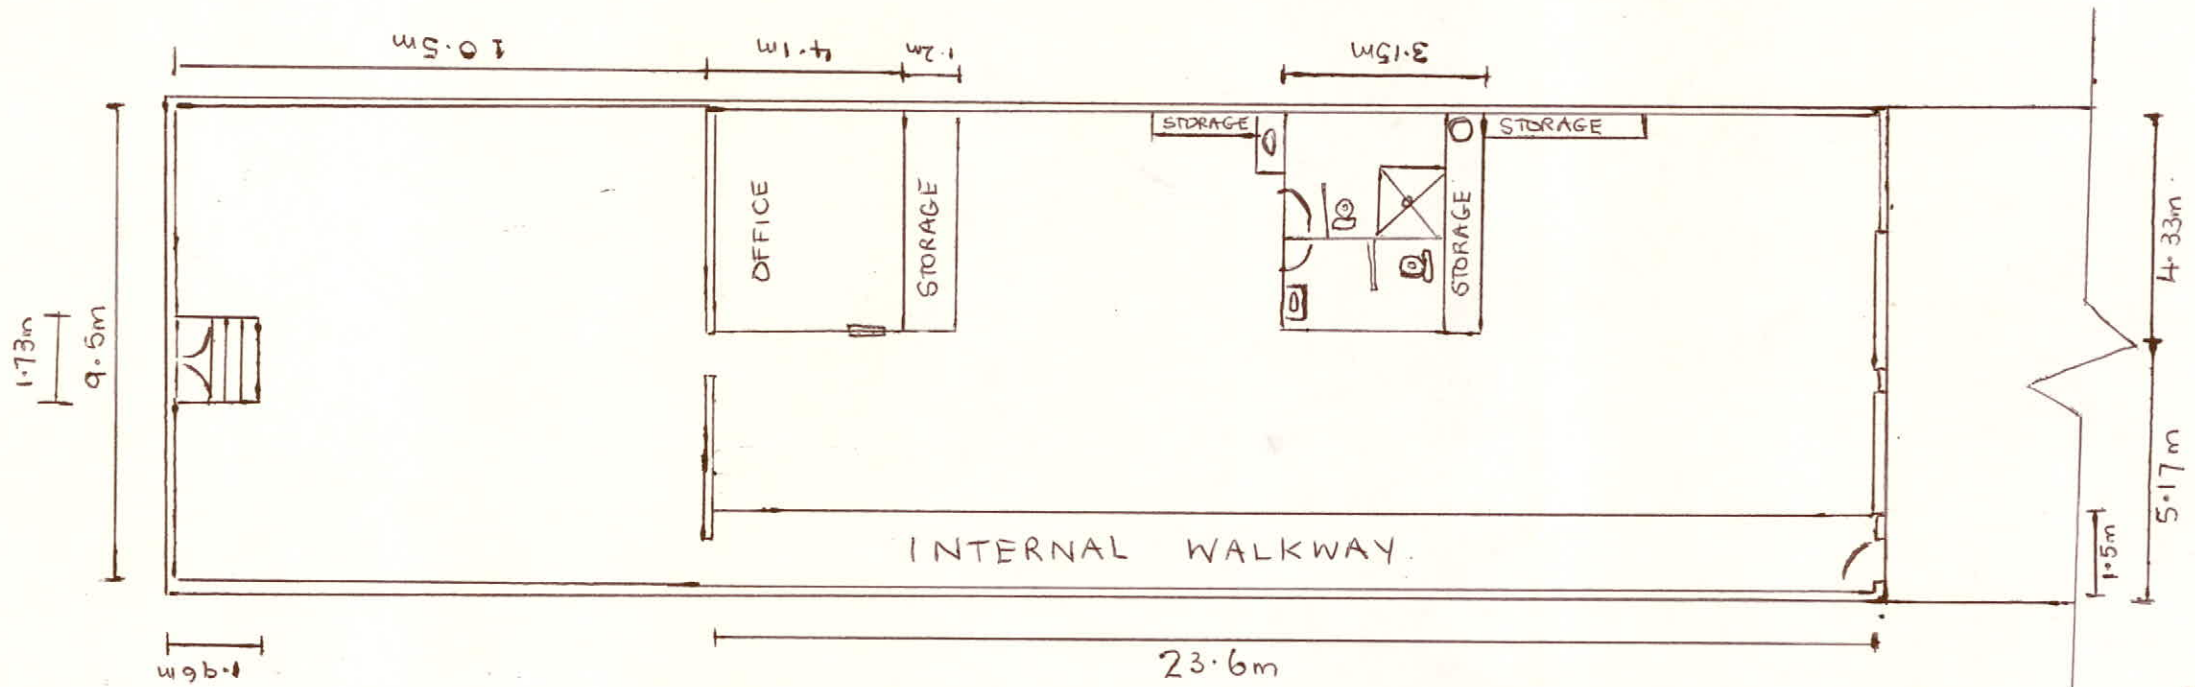 10.5m
4.1m
1.2m
3.15m
STORAGE
STORAGE
OFFICE
STORAGE
STORAGE
4.33m
1.73m
9.5m
5.17m
1.5m
INTERNAL WALKWAY.
23.6m
1.96m